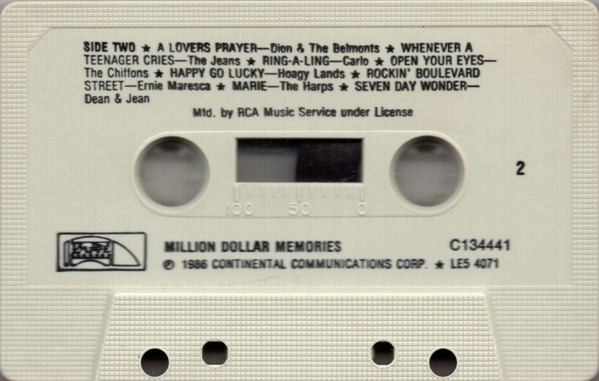 SIDE TWO ★ A LOVERS PRAYER—Dion & The Belmonts ★ WHENEVER A
TEENAGER CRIES—The Jeans ★ RING-A-LING—Carlo ★ OPEN YOUR EYES—
The Chiffons ★ HAPPY GO LUCKY—Hoagy Lands ★ ROCKIN' BOULEVARD
STREET—Ernie Maresca ★ MARIE—The Harps ★ SEVEN DAY WONDER—
Dean & Jean
Mfd. by RCA Music Service under License
2
100 50 0
MILLION DOLLAR MEMORIES C134441
℗ 1986 CONTINENTAL COMMUNICATIONS CORP. ★ LE5 4071